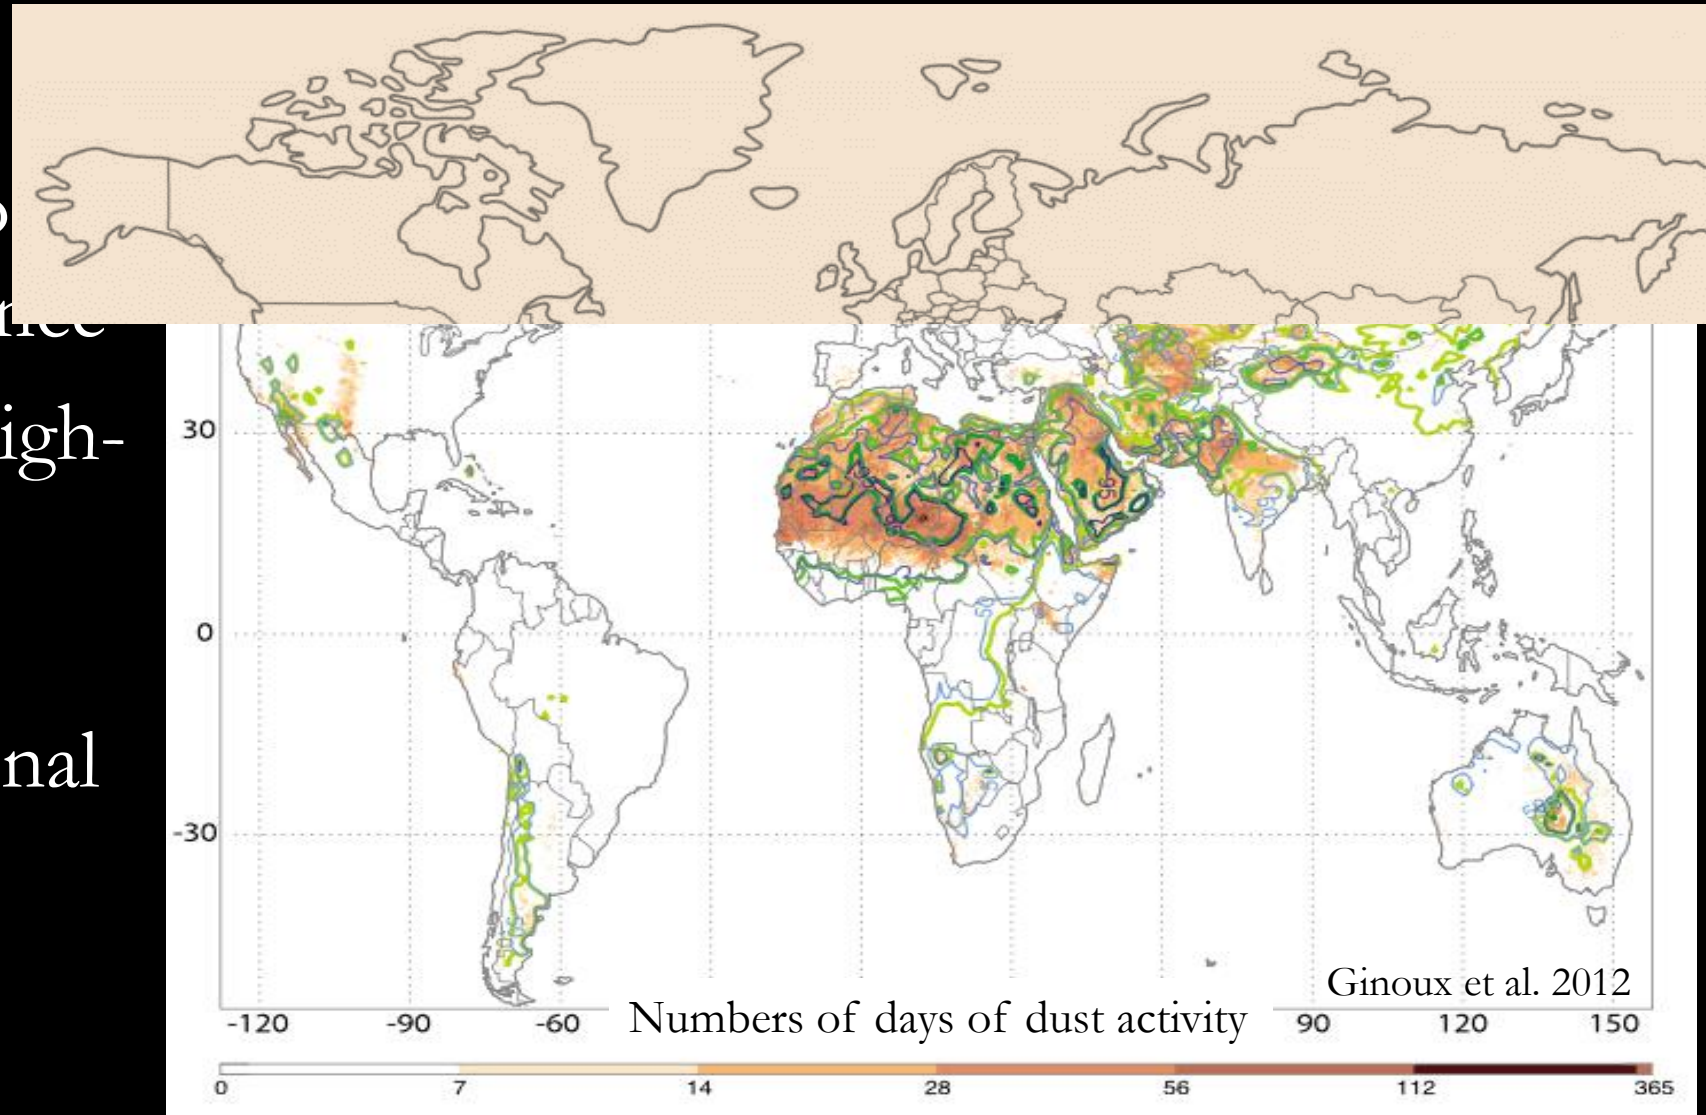 nce
igh-
nal
30
0
-30
Ginoux et al. 2012
-120 -90 -60 Numbers of days of dust activity 90 120 150
0 7 14 28 56 112 365